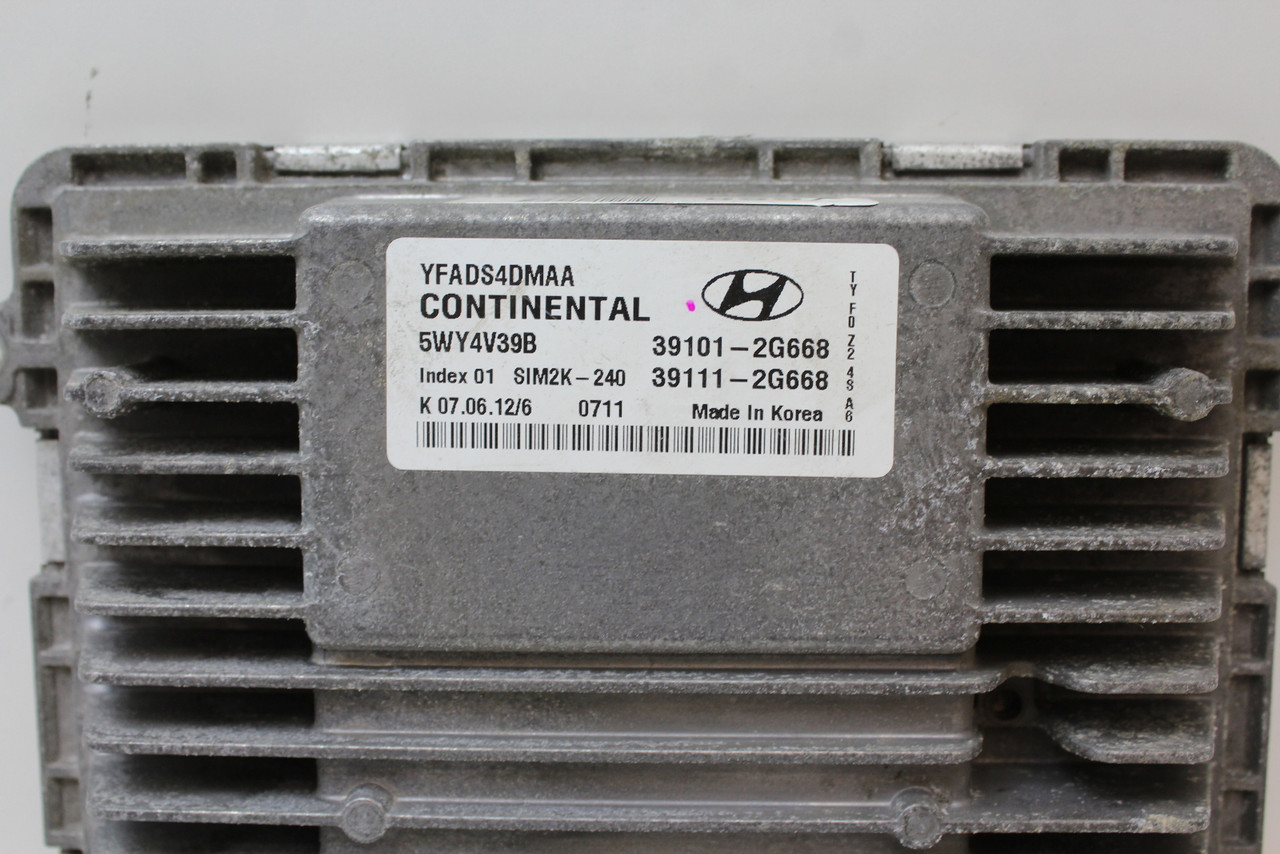 YFADS4DMAA
CONTINENTAL
5WY4V39B 39101-2G668
Index 01 SIM2K-240 39111-2G668
K 07.06.12/6 0711 Made In Korea
TY F0 Z2 48 A6